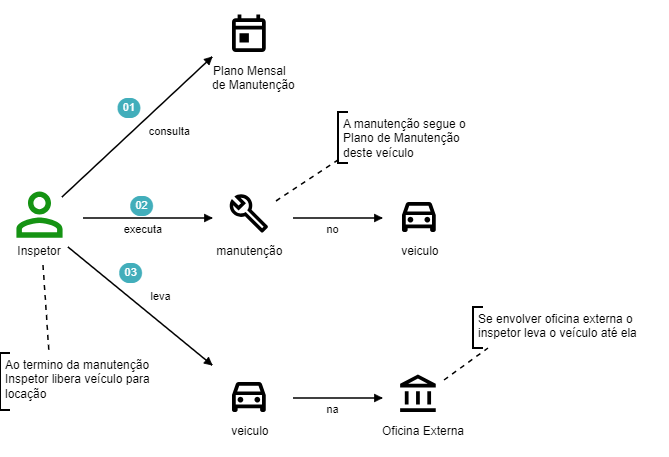 Plano Mensal
de Manutenção
01
consulta
A manutenção segue o
Plano de Manutenção
deste veículo
02
executa
Inspetor
manutenção
no
veiculo
03
leva
Se envolver oficina externa o
inspetor leva o veículo até ela
Ao termino da manutenção
Inspetor libera veículo para
locação
veiculo
na
Oficina Externa